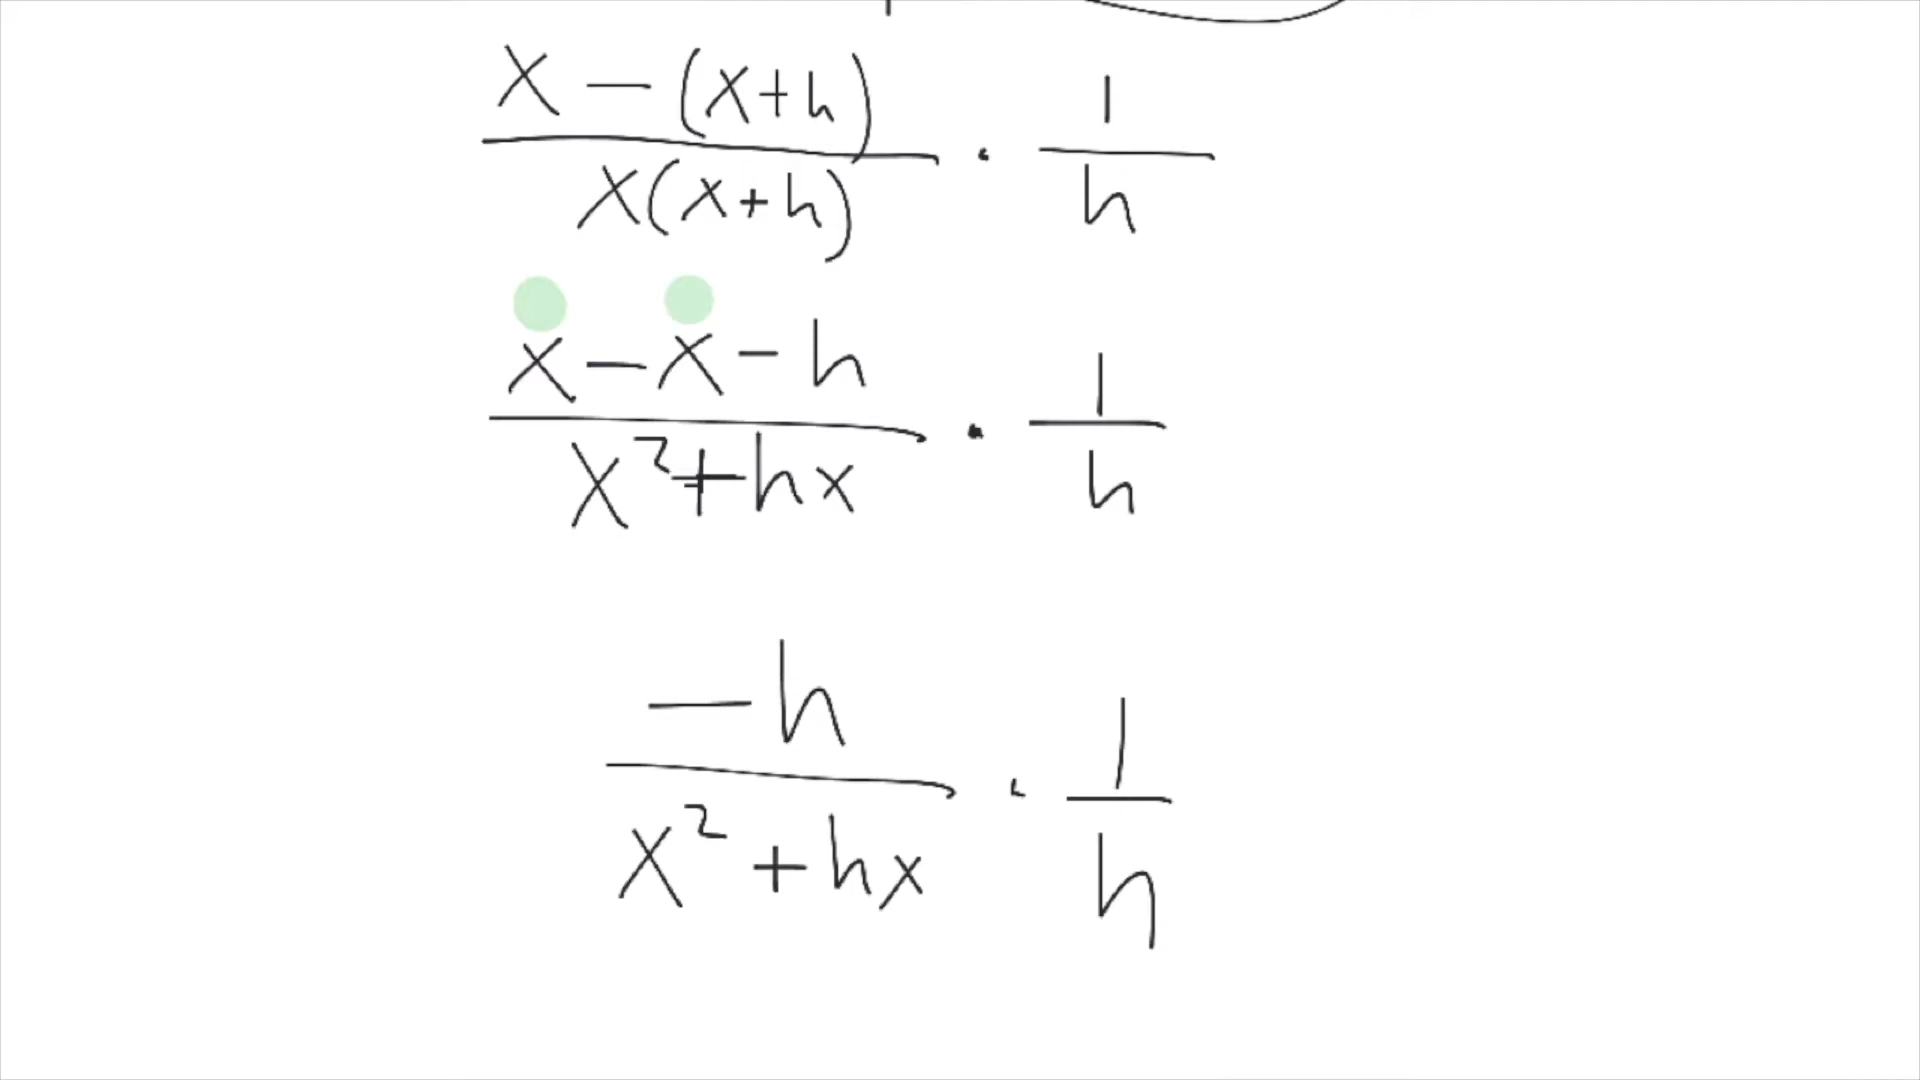 (x - (x+h)) / (x(x+h)) · 1/h
(x - x - h) / (x² + hx) · 1/h
(-h) / (x² + hx) · 1/h